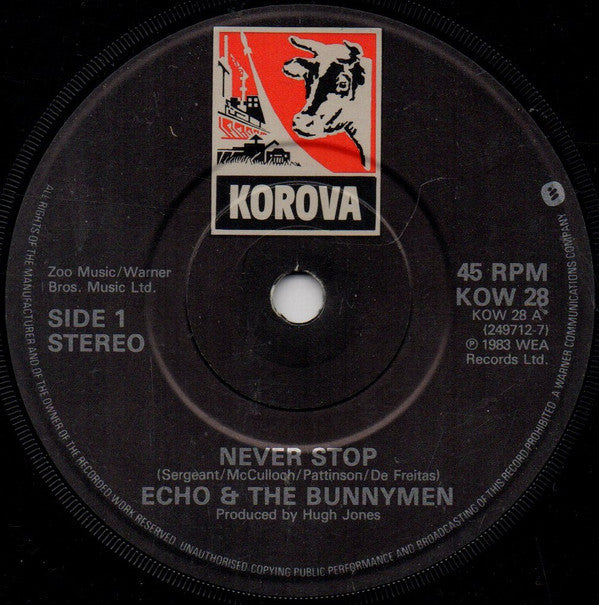 KOROVA
Zoo Music/Warner
Bros. Music Ltd.
SIDE 1
STEREO
45 RPM
KOW 28
KOW 28 A
(249712-7)
℗ 1983 WEA
Records Ltd.
NEVER STOP
(Sergeant/McCulloch/Pattinson/De Freitas)
ECHO & THE BUNNYMEN
Produced by Hugh Jones
ALL RIGHTS OF THE MANUFACTURER AND OF THE OWNER OF THE RECORDED WORK RESERVED. UNAUTHORISED COPYING PUBLIC PERFORMANCE AND BROADCASTING OF THIS RECORD PROHIBITED. A WARNER COMMUNICATIONS COMPANY